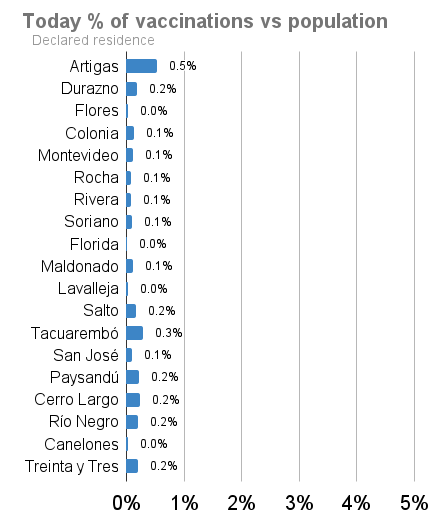 Today % of vaccinations vs population
Declared residence
Artigas 0.5%
Durazno 0.2%
Flores 0.0%
Colonia 0.1%
Montevideo 0.1%
Rocha 0.1%
Rivera 0.1%
Soriano 0.1%
Florida 0.0%
Maldonado 0.1%
Lavalleja 0.0%
Salto 0.2%
Tacuarembó 0.3%
San José 0.1%
Paysandú 0.2%
Cerro Largo 0.2%
Río Negro 0.2%
Canelones 0.0%
Treinta y Tres 0.2%
0% 1% 2% 3% 4% 5%